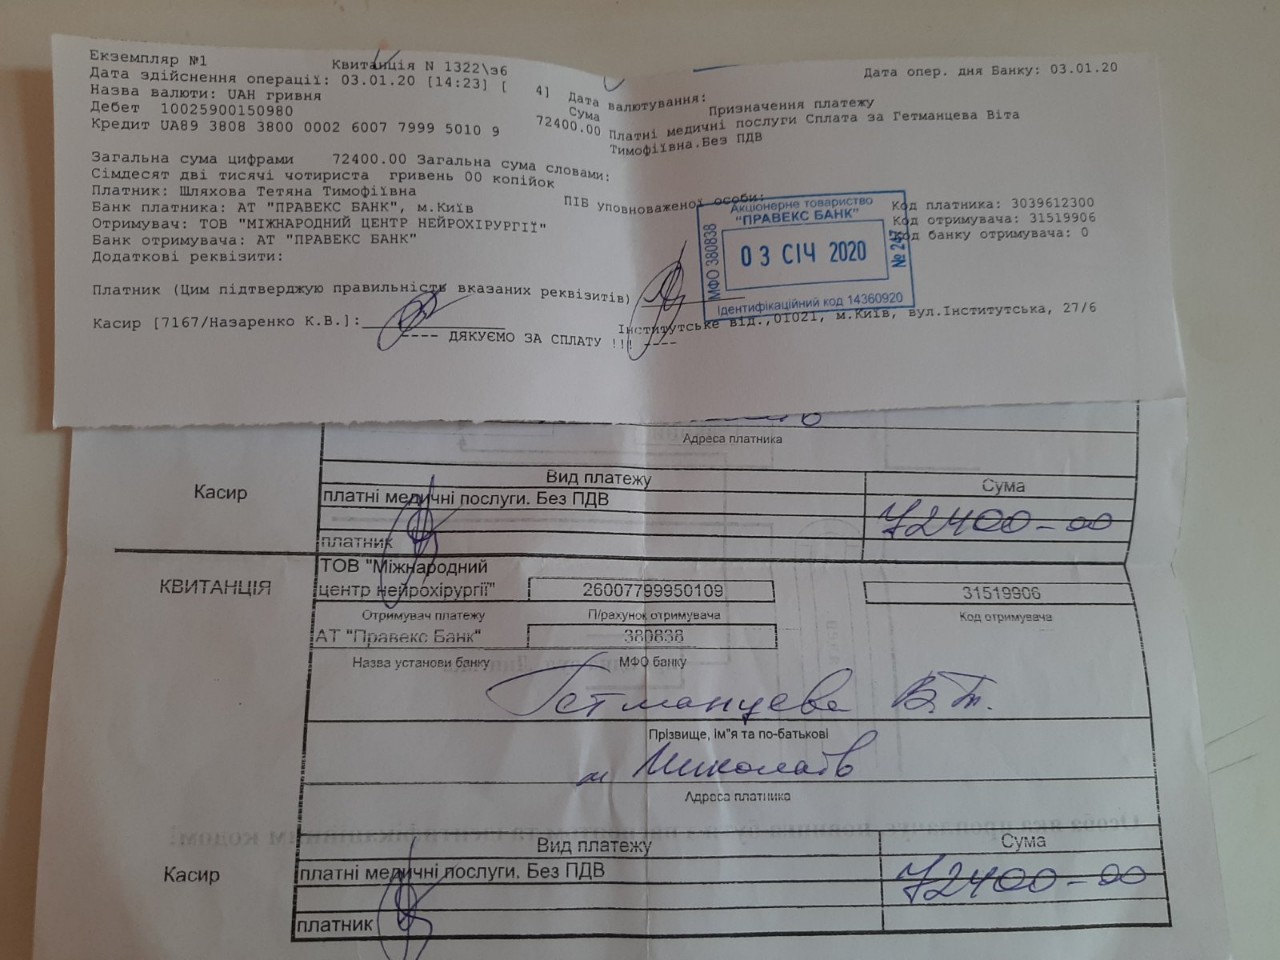 Екземпляр №1
Квитанція N 1322\э6
Дата опер. дня Банку: 03.01.20
Дата здійснення операції: 03.01.20 [14:23] [ 4] Дата валютування:
Назва валюти: UAH гривня Сума Призначення платежу
Дебет 10025900150980 72400.00 Платні медичні послуги Сплата за Гетманцева Віта
Кредит UA89 3808 3800 0002 6007 7999 5010 9 Тимофіївна.Без ПДВ
Загальна сума цифрами 72400.00 Загальна сума словами:
Сімдесят дві тисячі чотириста гривень 00 копійок
Платник: Шляхова Тетяна Тимофіївна ПІБ уповноваженої особи:
Код платника: 3039612300
Банк платника: АТ "ПРАВЕКС БАНК", м.Київ
Код отримувача: 31519906
Отримувач: ТОВ "МІЖНАРОДНИЙ ЦЕНТР НЕЙРОХІРУРГІЇ"
Код банку отримувача: 0
Банк отримувача: АТ "ПРАВЕКС БАНК"
Додаткові реквізити:
Акціонерне товариство
"ПРАВЕКС БАНК"
МФО 380838
03 СІЧ 2020
№ 247
Ідентифікаційний код 14360920
Платник (Цим підтверджую правильність вказаних реквізитів)
Касир [7167/Назаренко К.В.]:
Інститутське від.,01021, м.Київ, вул.Інститутська, 27/6
---- ДЯКУЄМО ЗА СПЛАТУ !!! ----
Адреса платника
Касир
Вид платежу Сума
платні медичні послуги. Без ПДВ 72400-00
платник
КВИТАНЦІЯ
ТОВ "Міжнародний
центр нейрохірургії" 26007799950109 31519906
Отримувач платежу П/рахунок отримувача Код отримувача
АТ "Правекс Банк" 380838
Назва установи банку МФО банку
Гетманцева В.Т.
Прізвище, ім"я та по-батькові
м Миколаїв
Адреса платника
Вид платежу Сума
Касир
платні медичні послуги. Без ПДВ 72400-00
платник